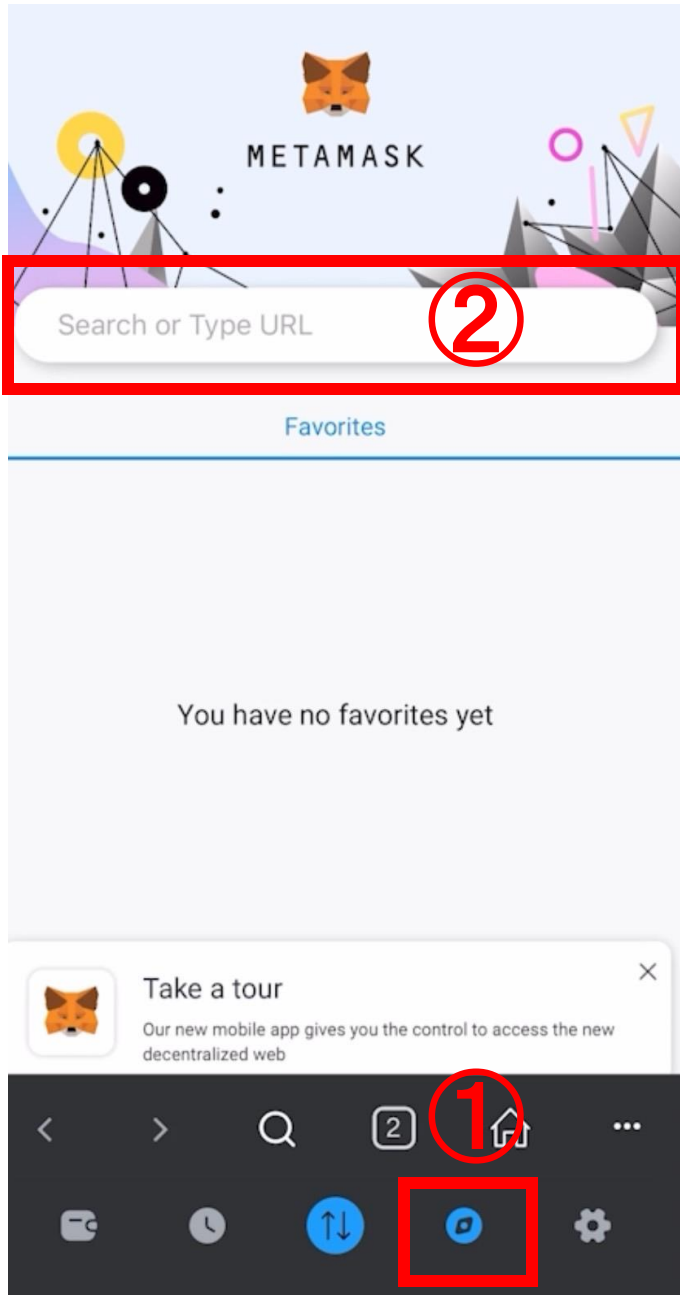 METAMASK
Search or Type URL
②
Favorites
You have no favorites yet
Take a tour
Our new mobile app gives you the control to access the new
decentralized web
2
①